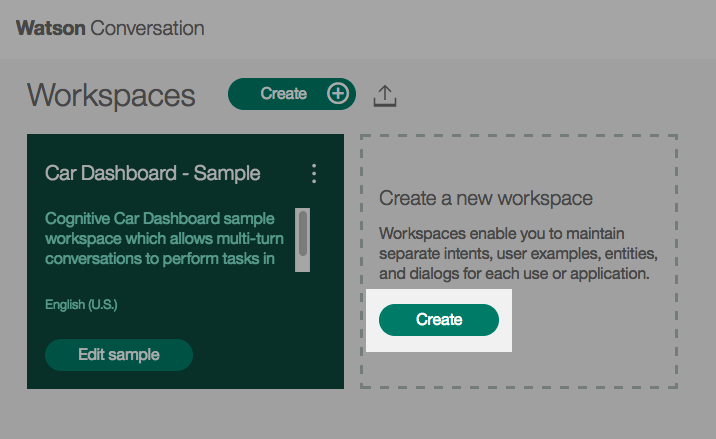 Watson Conversation
Workspaces
Create
Car Dashboard - Sample
Cognitive Car Dashboard sample
workspace which allows multi-turn
conversations to perform tasks in
English (U.S.)
Edit sample
Create a new workspace
Workspaces enable you to maintain
separate intents, user examples, entities,
and dialogs for each use or application.
Create